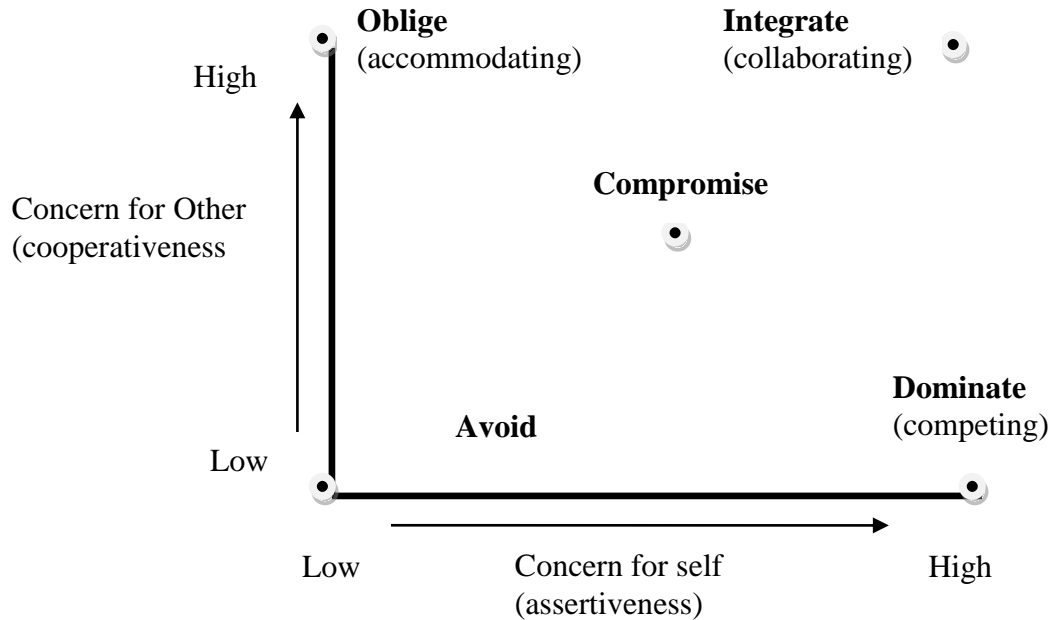 Oblige
(accommodating)
Integrate
(collaborating)
High
Compromise
Concern for Other
(cooperativeness
Dominate
(competing)
Avoid
Low
Low
Concern for self
(assertiveness)
High